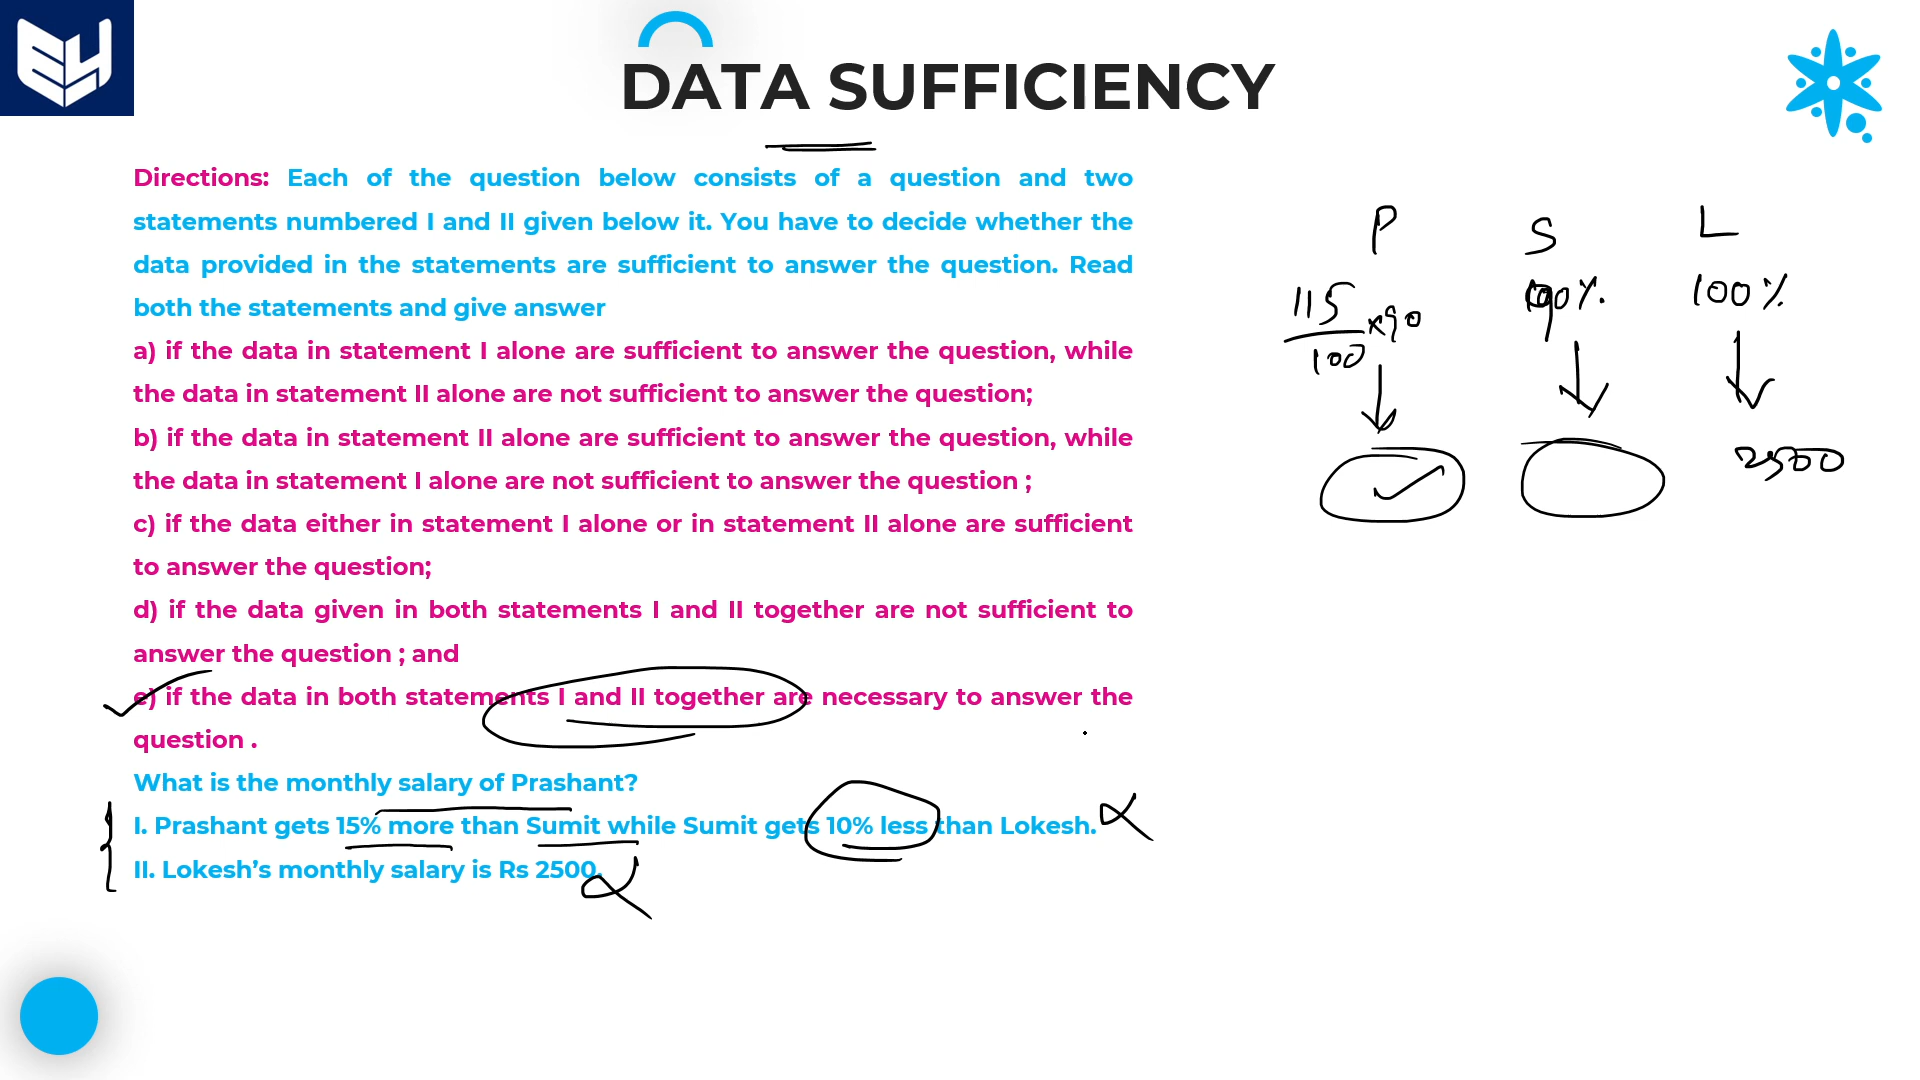 DATA SUFFICIENCY
Directions: Each of the question below consists of a question and two
statements numbered I and II given below it. You have to decide whether the
data provided in the statements are sufficient to answer the question. Read
both the statements and give answer
a) if the data in statement I alone are sufficient to answer the question, while
the data in statement II alone are not sufficient to answer the question;
b) if the data in statement II alone are sufficient to answer the question, while
the data in statement I alone are not sufficient to answer the question ;
c) if the data either in statement I alone or in statement II alone are sufficient
to answer the question;
d) if the data given in both statements I and II together are not sufficient to
answer the question ; and
e) if the data in both statements I and II together are necessary to answer the
question .
What is the monthly salary of Prashant?
I. Prashant gets 15% more than Sumit while Sumit gets 10% less than Lokesh.
II. Lokesh's monthly salary is Rs 2500.
P S L
115 x90 100%
100
2500